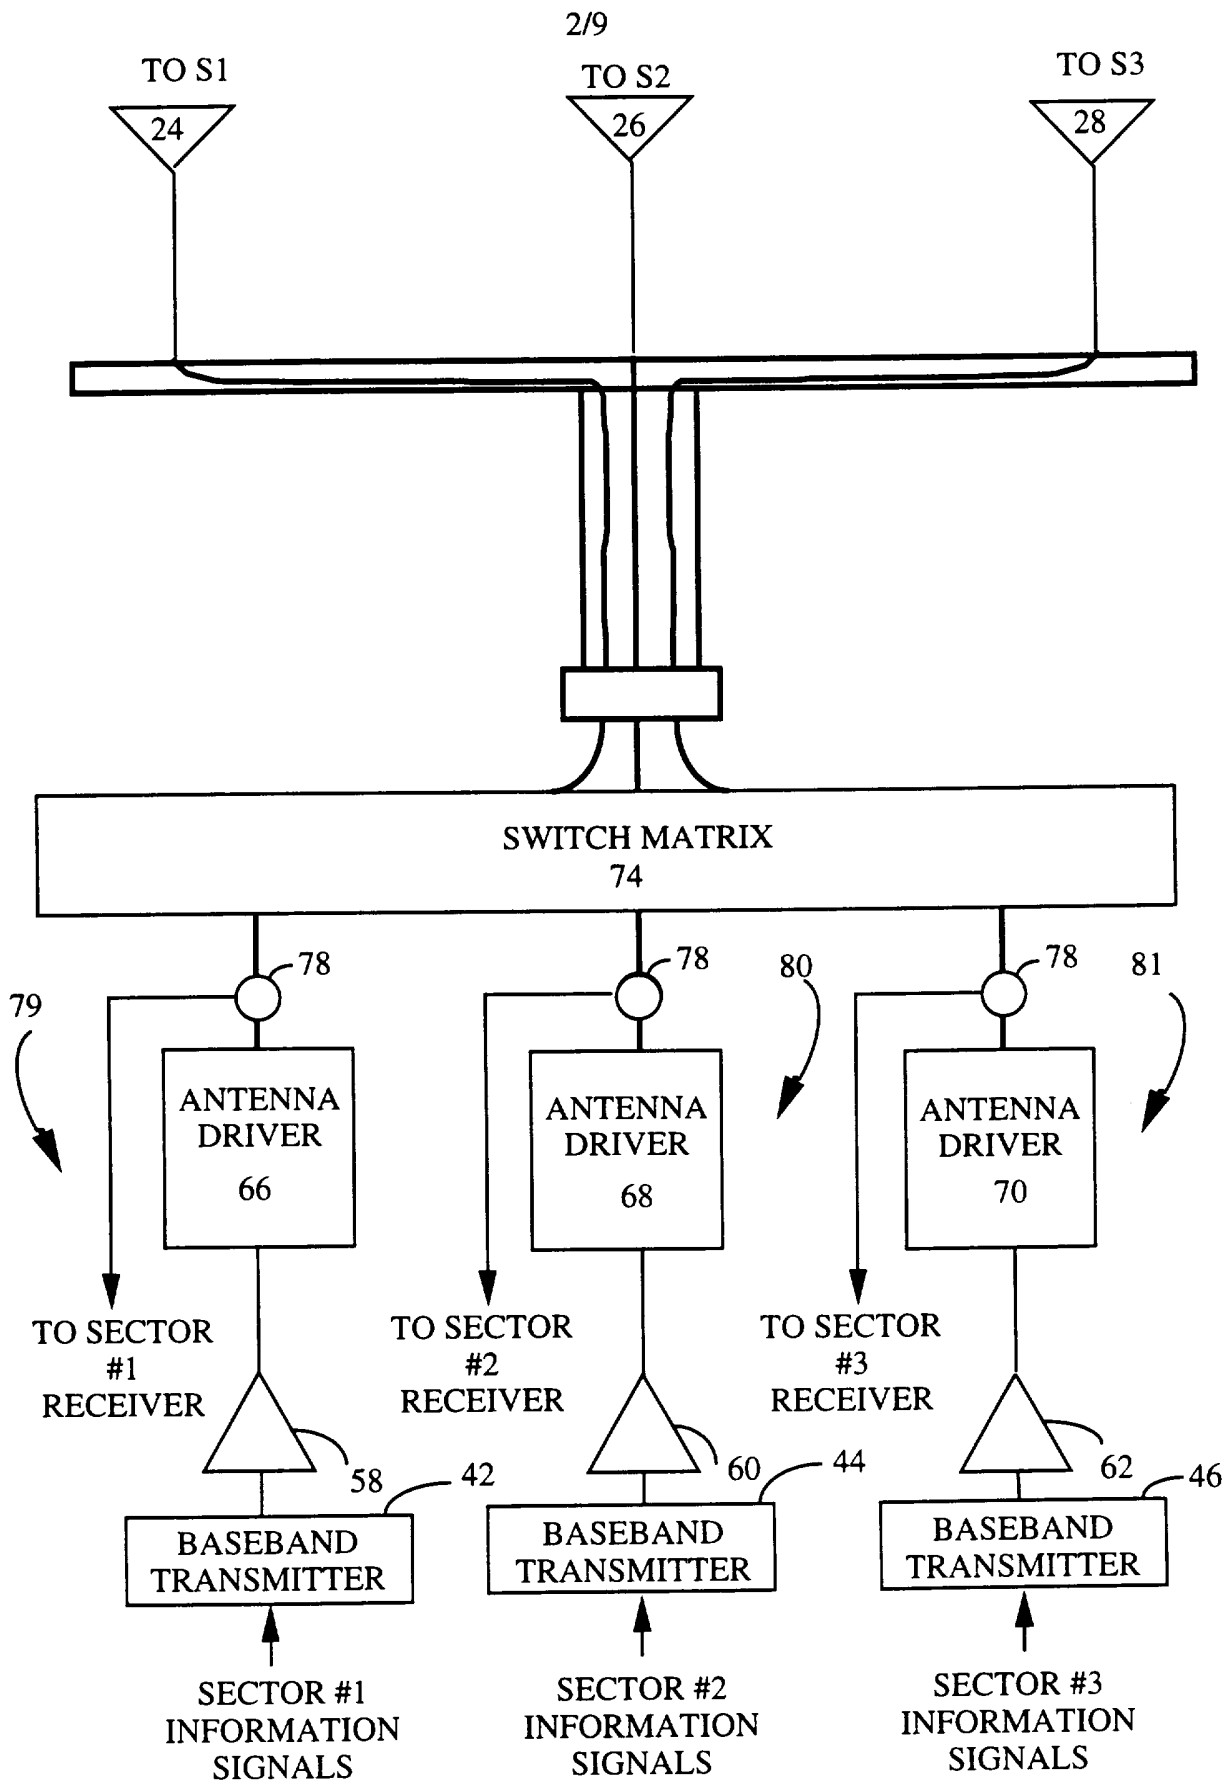 2/9
TO S1
TO S2
TO S3
24
26
28
SWITCH MATRIX
74
78
78
78
79
80
81
ANTENNA
DRIVER
66
ANTENNA
DRIVER
68
ANTENNA
DRIVER
70
TO SECTOR
#1
RECEIVER
TO SECTOR
#2
RECEIVER
TO SECTOR
#3
RECEIVER
58
42
60
44
62
46
BASEBAND
TRANSMITTER
BASEBAND
TRANSMITTER
BASEBAND
TRANSMITTER
SECTOR #1
INFORMATION
SIGNALS
SECTOR #2
INFORMATION
SIGNALS
SECTOR #3
INFORMATION
SIGNALS